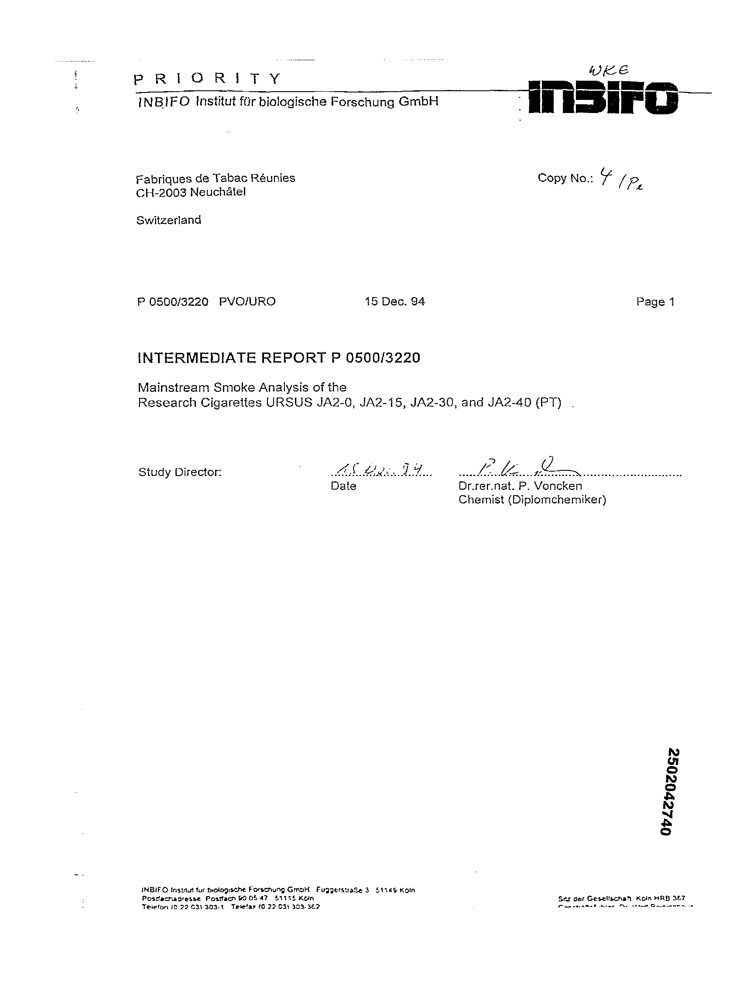 WKE
P R I O R I T Y
INBIFO
INBIFO Institut für biologische Forschung GmbH
Fabriques de Tabac Réunies
CH-2003 Neuchâtel
Copy No.: 4 /Pe
Switzerland
P 0500/3220 PVO/URO 15 Dec. 94 Page 1
INTERMEDIATE REPORT P 0500/3220
Mainstream Smoke Analysis of the
Research Cigarettes URSUS JA2-0, JA2-15, JA2-30, and JA2-40 (PT)
Study Director: 15 94
Date Dr.rer.nat. P. Voncken
Chemist (Diplomchemiker)
2502042740
INBIFO Institut für biologische Forschung GmbH Fuggerstraße 3 51149 Köln
Postfachadresse Postfach 90 05 47 51115 Köln
Telefon (0 22 03) 303-1 Telefax (0 22 03) 303-362
Sitz der Gesellschaft Köln HRB 367